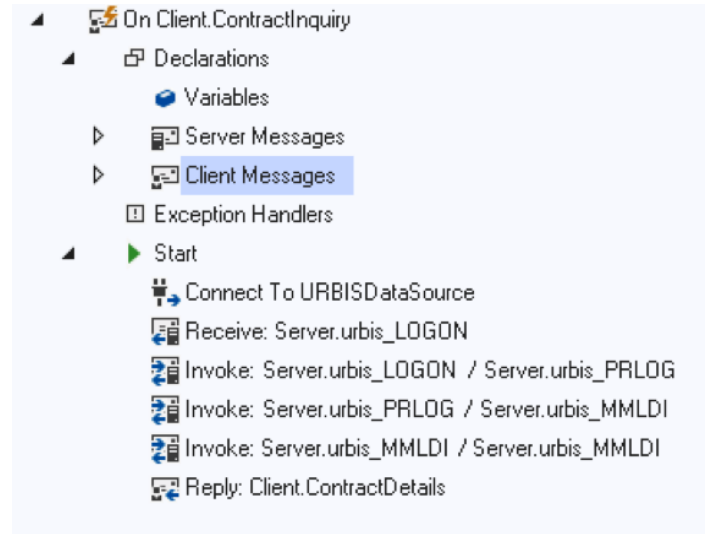 On Client.ContractInquiry
Declarations
Variables
Server Messages
Client Messages
Exception Handlers
Start
Connect To URBISDataSource
Receive: Server.urbis_LOGON
Invoke: Server.urbis_LOGON / Server.urbis_PRLOG
Invoke: Server.urbis_PRLOG / Server.urbis_MMLDI
Invoke: Server.urbis_MMLDI / Server.urbis_MMLDI
Reply: Client.ContractDetails